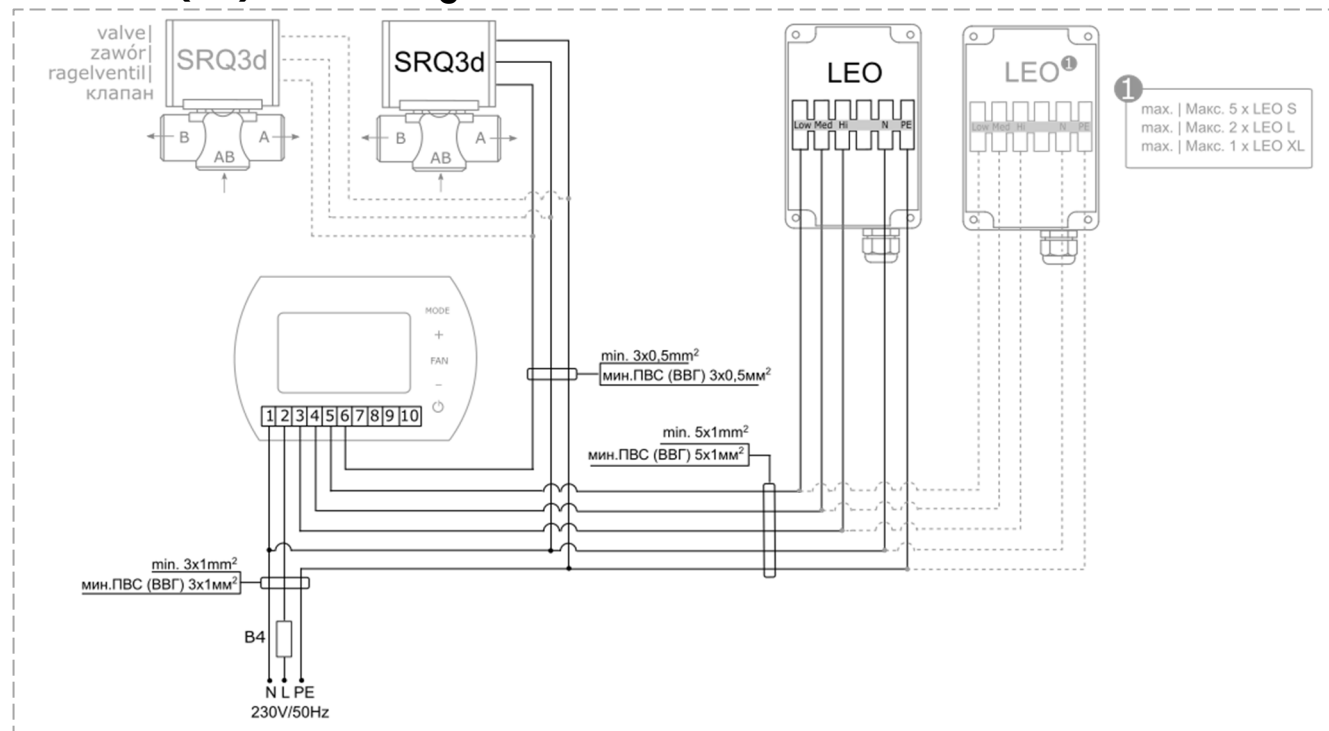 valve|
zawór|
ragelventil|
клапан
SRQ3d
B
A
AB
SRQ3d
B
A
AB
LEO
Low Med Hi N PE
LEO❶
Low Med Hi N PE
1
max. | Макс. 5 x LEO S
max. | Макс. 2 x LEO L
max. | Макс. 1 x LEO XL
MODE
+
FAN
−
1 2 3 4 5 6 7 8 9 10
min. 3x0,5mm²
мин.ПВС (ВВГ) 3x0,5мм²
min. 5x1mm²
мин.ПВС (ВВГ) 5x1мм²
min. 3x1mm²
мин.ПВС (ВВГ) 3x1мм²
B4
N L PE
230V/50Hz